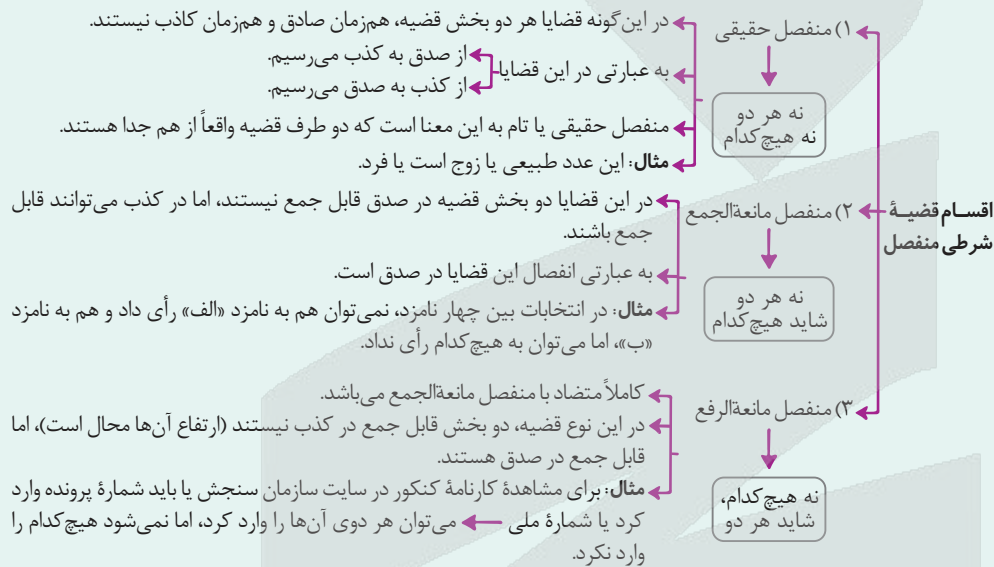 اقسـام قضیـۀ
شرطی منفصل
۱) منفصل حقیقی
نه هر دو
نه هیچ‌کدام
در این‌گونه قضایا هر دو بخش قضیه، هم‌زمان صادق و هم‌زمان کاذب نیستند.
به عبارتی در این قضایا
از صدق به کذب می‌رسیم.
از کذب به صدق می‌رسیم.
منفصل حقیقی یا تام به این معنا است که دو طرف قضیه واقعاً از هم جدا هستند.
مثال: این عدد طبیعی یا زوج است یا فرد.
۲) منفصل مانعة‌الجمع
نه هر دو
شاید هیچ‌کدام
در این قضایا دو بخش قضیه در صدق قابل جمع نیستند، اما در کذب می‌توانند قابل
جمع باشند.
به عبارتی انفصال این قضایا در صدق است.
مثال: در انتخابات بین چهار نامزد، نمی‌توان هم به نامزد «الف» رأی داد و هم به نامزد
«ب»، اما می‌توان به هیچ‌کدام رأی نداد.
۳) منفصل مانعة‌الرفع
نه هیچ‌کدام،
شاید هر دو
کاملاً متضاد با منفصل مانعة‌الجمع می‌باشد.
در این نوع قضیه، دو بخش قابل جمع در کذب نیستند (ارتفاع آن‌ها محال است)، اما
قابل جمع در صدق هستند.
مثال: برای مشاهدۀ کارنامۀ کنکور در سایت سازمان سنجش یا باید شمارۀ پرونده وارد
کرد یا شمارۀ ملی ← می‌توان هر دوی آن‌ها را وارد کرد، اما نمی‌شود هیچ‌کدام را
وارد نکرد.